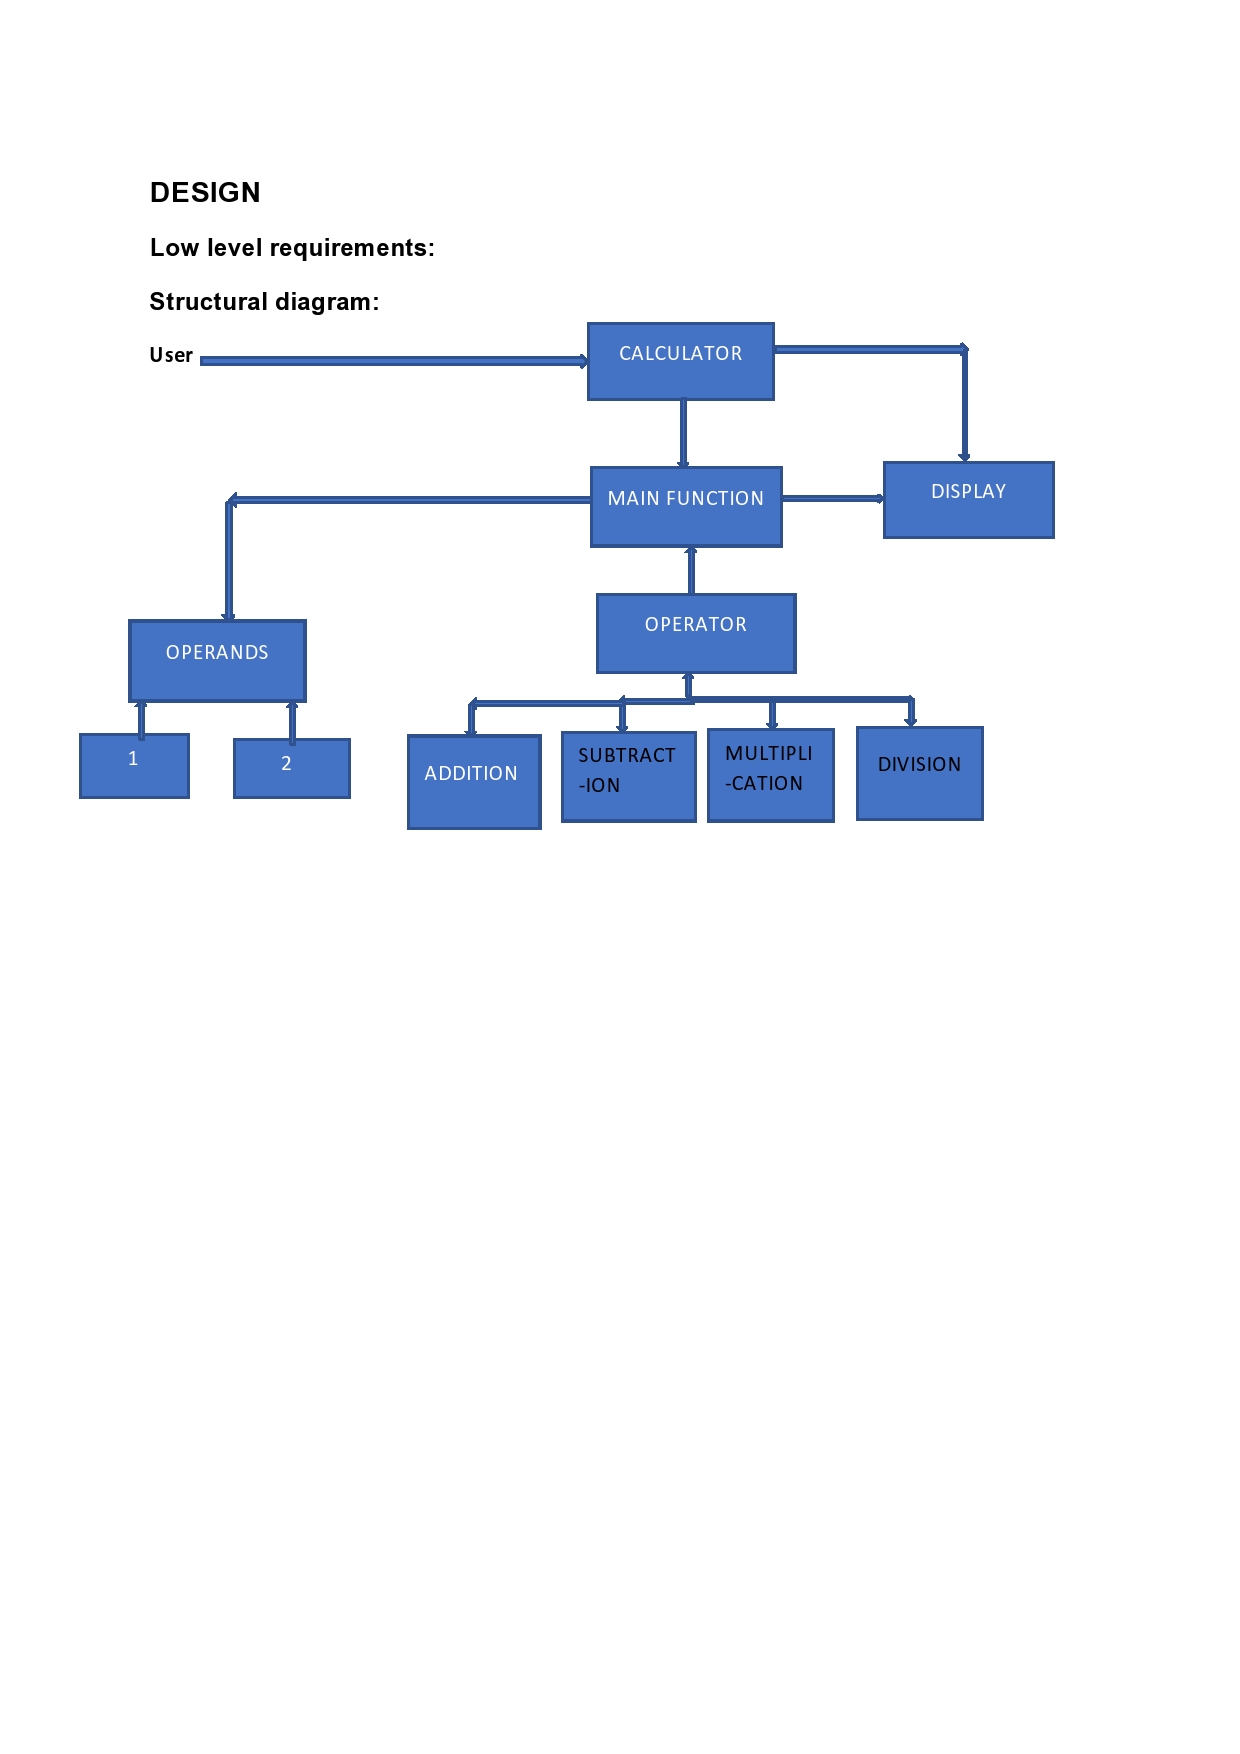 DESIGN
Low level requirements:
Structural diagram:
User
CALCULATOR
MAIN FUNCTION
DISPLAY
OPERATOR
OPERANDS
1
2
ADDITION
SUBTRACT
-ION
MULTIPLI
-CATION
DIVISION